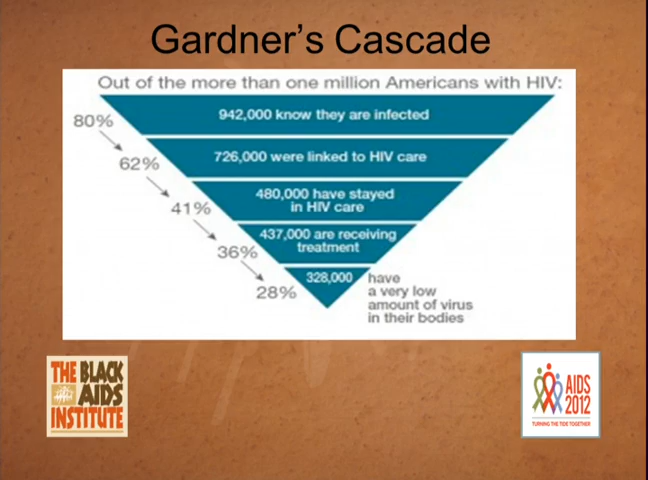 Gardner's Cascade
Out of the more than one million Americans with HIV:
80%
942,000 know they are infected
62%
726,000 were linked to HIV care
41%
480,000 have stayed
in HIV care
36%
437,000 are receiving
treatment
28%
328,000
have
a very low
amount of virus
in their bodies
THE BLACK
AIDS
INSTITUTE
AIDS
2012
TURNING THE TIDE TOGETHER